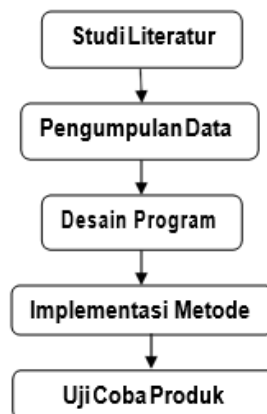 Studi Literatur
Pengumpulan Data
Desain Program
Implementasi Metode
Uji Coba Produk